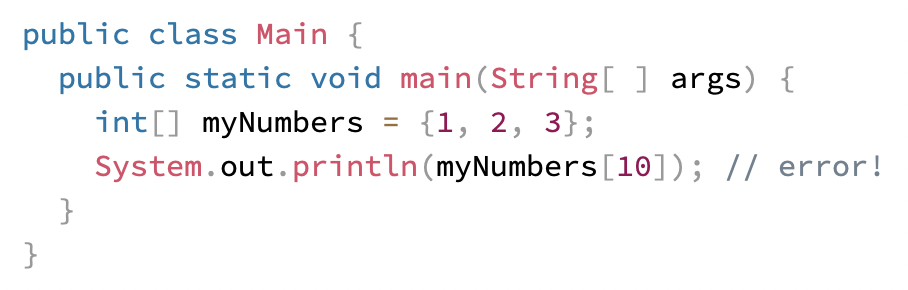 public class Main {
  public static void main(String[ ] args) {
    int[] myNumbers = {1, 2, 3};
    System.out.println(myNumbers[10]); // error!
  }
}